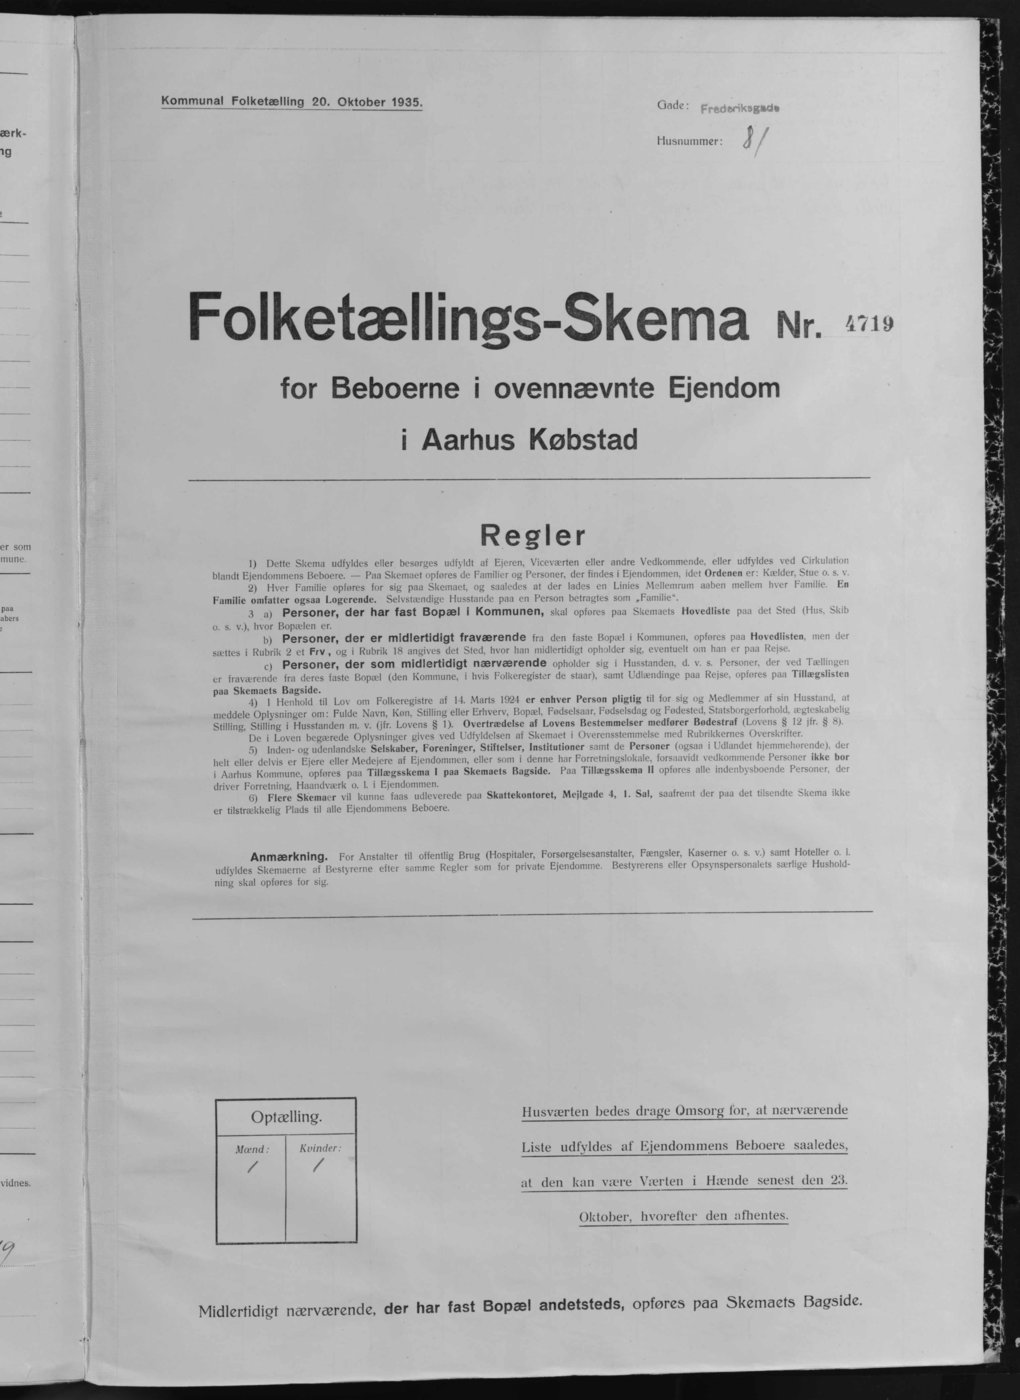 Kommunal Folketælling 20. Oktober 1935.
Gade: Frederiksgade
Husnummer: 81
Folketællings-Skema Nr. 4719
for Beboerne i ovennævnte Ejendom
i Aarhus Købstad
Regler
1) Dette Skema udfyldes eller besørges udfyldt af Ejeren, Viceværten eller andre Vedkommende, eller udfyldes ved Cirkulation
blandt Ejendommens Beboere. — Paa Skemaet opføres de Familier og Personer, der findes i Ejendommen, idet Ordenen er: Kælder, Stue o. s. v.
2) Hver Familie opføres for sig paa Skemaet, og saaledes at der lades en Linies Mellemrum aaben mellem hver Familie. En
Familie omfatter ogsaa Logerende. Selvstændige Husstande paa en Person betragtes som „Familie“.
3 a) Personer, der har fast Bopæl i Kommunen, skal opføres paa Skemaets Hovedliste paa det Sted (Hus, Skib
o. s. v.), hvor Bopælen er.
b) Personer, der er midlertidigt fraværende fra den faste Bopæl i Kommunen, opføres paa Hovedlisten, men der
sættes i Rubrik 2 et Frv, og i Rubrik 18 angives det Sted, hvor han midlertidigt opholder sig, eventuelt om han er paa Rejse.
c) Personer, der som midlertidigt nærværende opholder sig i Husstanden, d. v. s. Personer, der ved Tællingen
er fraværende fra deres faste Bopæl (den Kommune, i hvis Folkeregister de staar), samt Udlændinge paa Rejse, opføres paa Tillægslisten
paa Skemaets Bagside.
4) I Henhold til Lov om Folkeregistre af 14. Marts 1924 er enhver Person pligtig til for sig og Medlemmer af sin Husstand, at
meddele Oplysninger om: Fulde Navn, Køn, Stilling eller Erhverv, Bopæl, Fødselsaar, Fødselsdag og Fødested, Statsborgerforhold, ægteskabelig
Stilling, Stilling i Husstanden m. v. (jfr. Lovens § 1). Overtrædelse af Lovens Bestemmelser medfører Bødestraf (Lovens § 12 jfr. § 8).
De i Loven begærede Oplysninger gives ved Udfyldelsen af Skemaet i Overensstemmelse med Rubrikkernes Overskrifter.
5) Inden- og udenlandske Selskaber, Foreninger, Stiftelser, Institutioner samt de Personer (ogsaa i Udlandet hjemmehørende), der
helt eller delvis er Ejere eller Medejere af Ejendommen, eller som i denne har Forretningslokale, forsaavidt vedkommende Personer ikke bor
i Aarhus Kommune, opføres paa Tillægsskema I paa Skemaets Bagside. Paa Tillægsskema II opføres alle indenbysboende Personer, der
driver Forretning, Haandværk o. l. i Ejendommen.
6) Flere Skemaer vil kunne faas udleverede paa Skattekontoret, Mejlgade 4, 1. Sal, saafremt der paa det tilsendte Skema ikke
er tilstrækkelig Plads til alle Ejendommens Beboere.
Anmærkning. For Anstalter til offentlig Brug (Hospitaler, Forsørgelsesanstalter, Fængsler, Kaserner o. s. v.) samt Hoteller o. l.
udfyldes Skemaerne af Bestyrerne efter samme Regler som for private Ejendomme. Bestyrerens eller Opsynspersonalets særlige Hushold-
ning skal opføres for sig.
Optælling.
Mænd: Kvinder:
/ /
Husværten bedes drage Omsorg for, at nærværende
Liste udfyldes af Ejendommens Beboere saaledes,
at den kan være Værten i Hænde senest den 23.
Oktober, hvorefter den afhentes.
Midlertidigt nærværende, der har fast Bopæl andetsteds, opføres paa Skemaets Bagside.